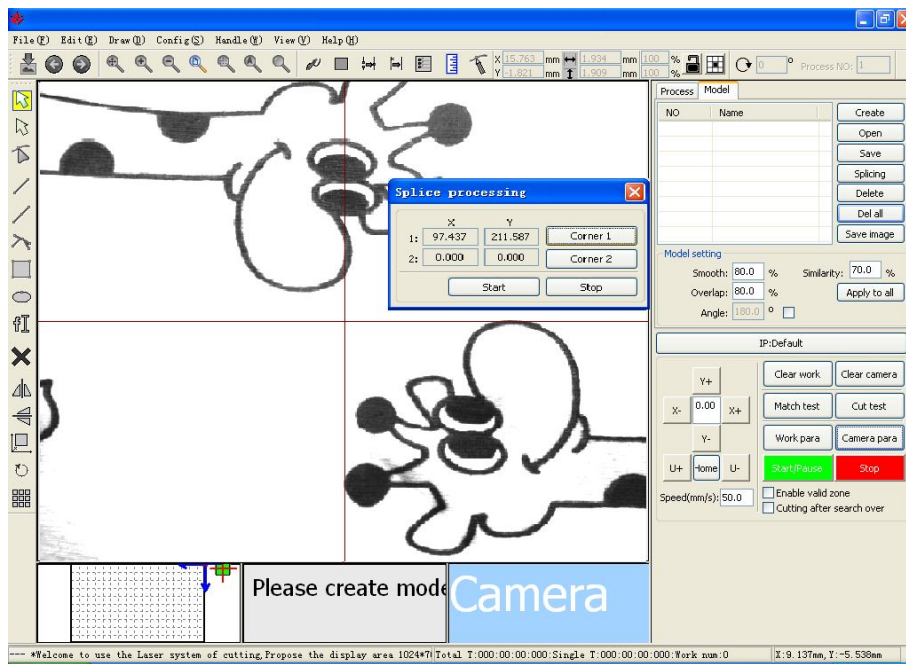 File(F) Edit(E) Draw(D) Config(S) Handle(W) View(V) Help(H)
X 15.763 mm 1.934 mm 100 %
Y -1.821 mm 1.909 mm 100 %
0 ° Process NO: 1
Process Model
NO Name
Create
Open
Save
Splicing
Delete
Del all
Save image
Splice processing
X Y
1: 97.437 211.587 Corner 1
2: 0.000 0.000 Corner 2
Start Stop
Model setting
Smooth: 80.0 % Similarity: 70.0 %
Overlap: 80.0 % Apply to all
Angle: 180.0 °
IP:Default
Y+
X- 0.00 X+
Y-
U+ Home U-
Speed(mm/s): 50.0
Clear work Clear camera
Match test Cut test
Work para Camera para
Start/Pause Stop
Enable valid zone
Cutting after search over
Please create mode
Camera
--- *Welcome to use the Laser system of cutting,Propose the display area 1024*7 Total T:000:00:00:000:Single T:000:00:00:000:Work num:0 X:9.137mm,Y:-5.538mm